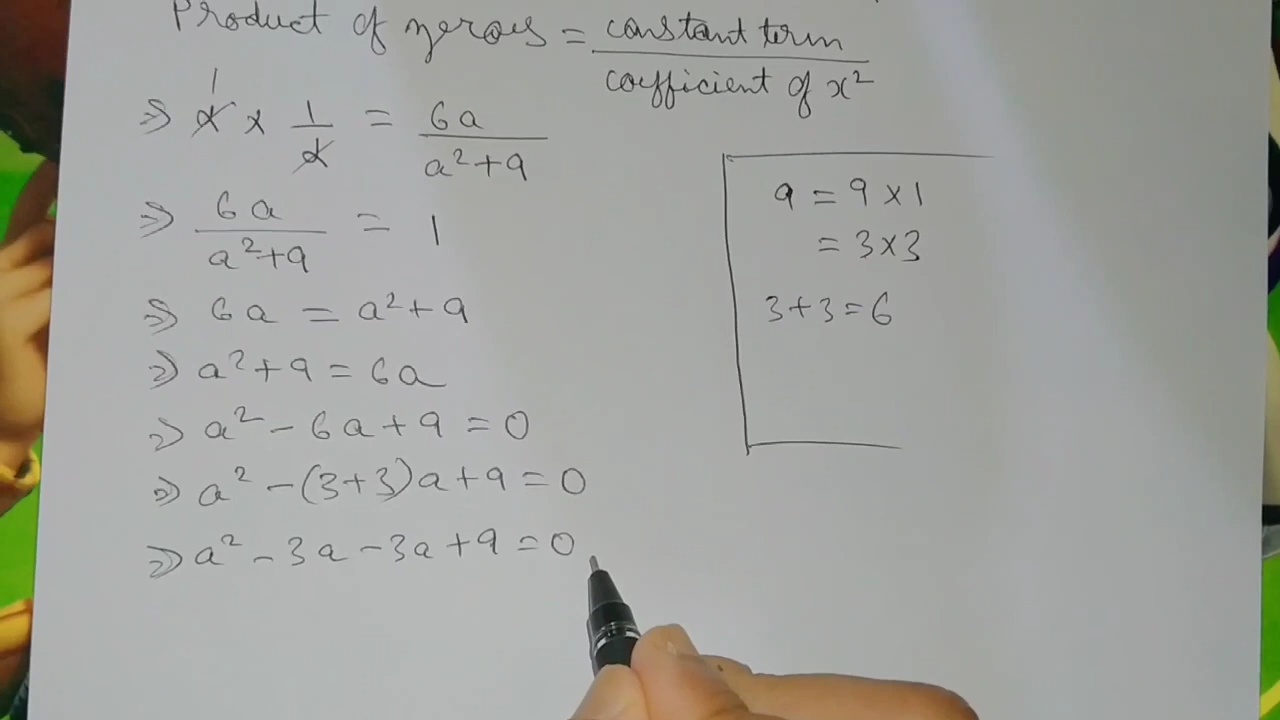 Product of zeroes = constant term / coefficient of x²
⇒ α × 1/α = 6a / a²+9
1
⇒ 6a / a²+9 = 1
⇒ 6a = a²+9
⇒ a²+9 = 6a
⇒ a² - 6a + 9 = 0
⇒ a² - (3+3)a + 9 = 0
⇒ a² - 3a - 3a + 9 = 0
9 = 9 × 1
= 3 × 3
3 + 3 = 6